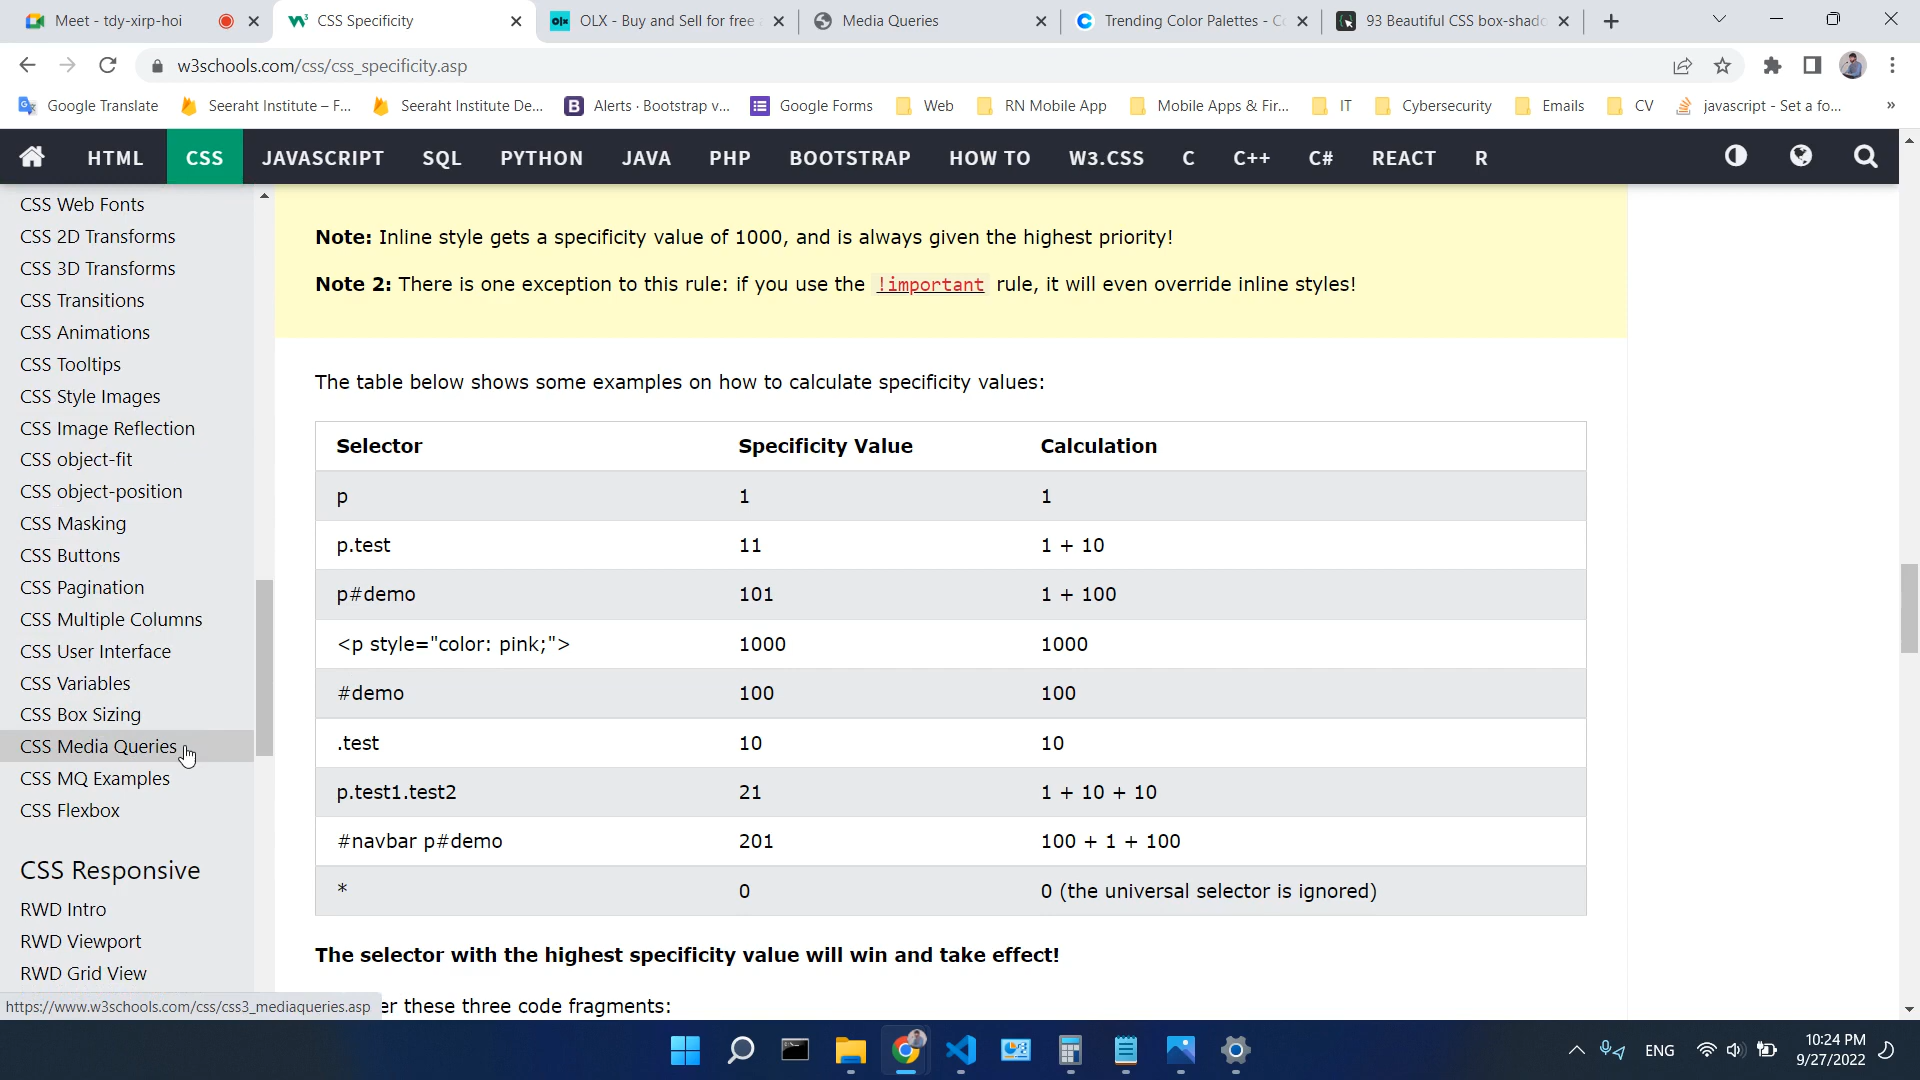 Meet - tdy-xirp-hoi
CSS Specificity
OLX - Buy and Sell for free
Media Queries
Trending Color Palettes - C
93 Beautiful CSS box-shado
w3schools.com/css/css_specificity.asp
Google Translate
Seeraht Institute – F...
Seeraht Institute De...
Alerts · Bootstrap v...
Google Forms
Web
RN Mobile App
Mobile Apps & Fir...
IT
Cybersecurity
Emails
CV
javascript - Set a fo...
»
HTML
CSS
JAVASCRIPT
SQL
PYTHON
JAVA
PHP
BOOTSTRAP
HOW TO
W3.CSS
C
C++
C#
REACT
R
CSS Web Fonts
CSS 2D Transforms
CSS 3D Transforms
CSS Transitions
CSS Animations
CSS Tooltips
CSS Style Images
CSS Image Reflection
CSS object-fit
CSS object-position
CSS Masking
CSS Buttons
CSS Pagination
CSS Multiple Columns
CSS User Interface
CSS Variables
CSS Box Sizing
CSS Media Queries
CSS MQ Examples
CSS Flexbox
CSS Responsive
RWD Intro
RWD Viewport
RWD Grid View
https://www.w3schools.com/css/css3_mediaqueries.asp
Note: Inline style gets a specificity value of 1000, and is always given the highest priority!
Note 2: There is one exception to this rule: if you use the !important rule, it will even override inline styles!
The table below shows some examples on how to calculate specificity values:
Selector Specificity Value Calculation
p 1 1
p.test 11 1 + 10
p#demo 101 1 + 100
<p style="color: pink;"> 1000 1000
#demo 100 100
.test 10 10
p.test1.test2 21 1 + 10 + 10
#navbar p#demo 201 100 + 1 + 100
* 0 0 (the universal selector is ignored)
The selector with the highest specificity value will win and take effect!
er these three code fragments:
ENG
10:24 PM
9/27/2022